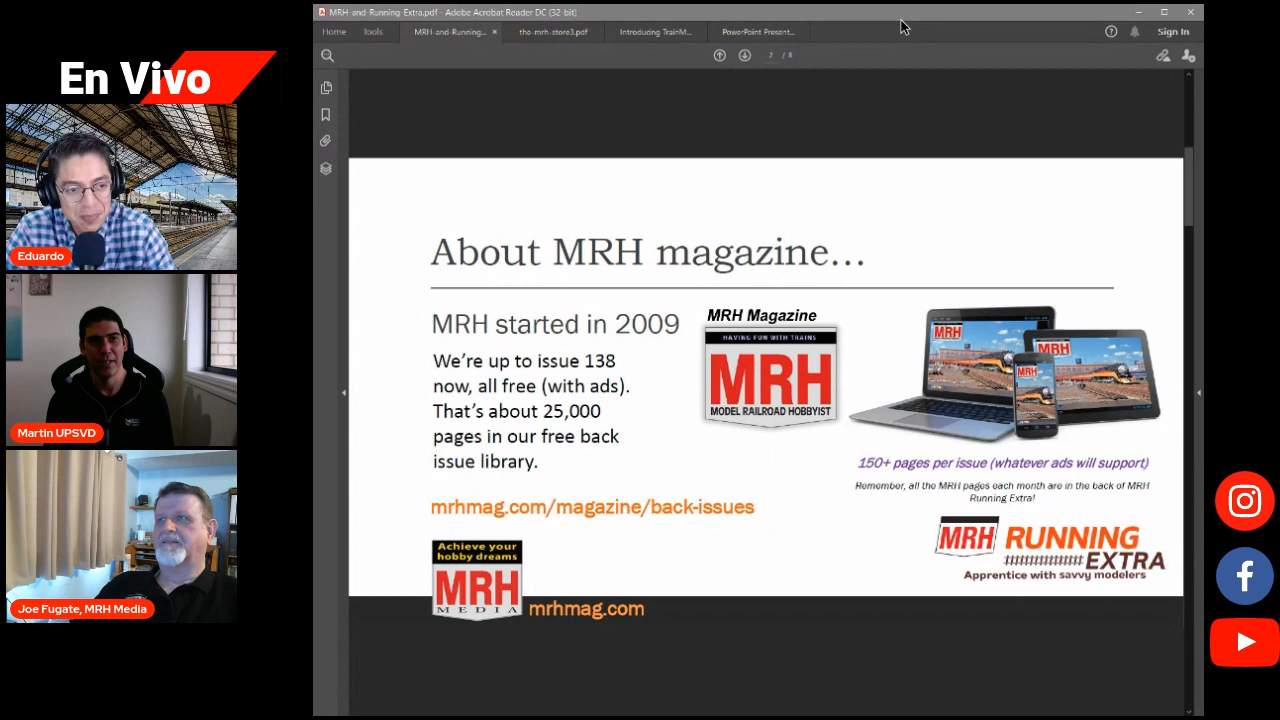 En Vivo
Eduardo
Martin UPSVD
Joe Fugate, MRH Media
MRH-and-Running-Extra.pdf - Adobe Acrobat Reader DC (32-bit)
Home
Tools
MRH-and-Running...
the-mrh-store3.pdf
Introducing TrainM...
PowerPoint Present...
Sign In
2 / 8
About MRH magazine...
MRH started in 2009
We're up to issue 138
now, all free (with ads).
That's about 25,000
pages in our free back
issue library.
mrhmag.com/magazine/back-issues
MRH Magazine
HAVING FUN WITH TRAINS
MRH
MODEL RAILROAD HOBBYIST
MRH
MRH
MRH
150+ pages per issue (whatever ads will support)
Remember, all the MRH pages each month are in the back of MRH
Running Extra!
MRH RUNNING
EXTRA
Apprentice with savvy modelers
Achieve your
hobby dreams
MRH
MEDIA
mrhmag.com